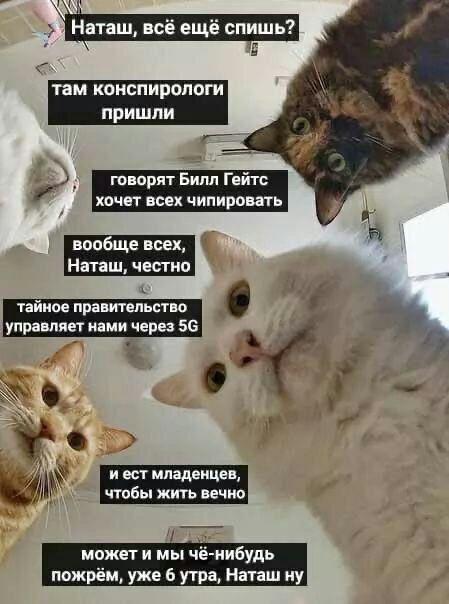 Наташ, всё ещё спишь?
там конспирологи
пришли
говорят Билл Гейтс
хочет всех чипировать
вообще всех,
Наташ, честно
тайное правительство
управляет нами через 5G
и ест младенцев,
чтобы жить вечно
может и мы чё-нибудь
пожрём, уже 6 утра, Наташ ну